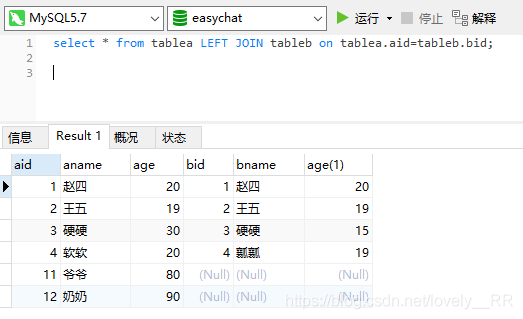 MySQL5.7 easychat 运行 停止 解释
1 select * from tablea LEFT JOIN tableb on tablea.aid=tableb.bid;
2
3
信息 Result 1 概况 状态
aid aname age bid bname age(1)
1 赵四 20 1 赵四 20
2 王五 19 2 王五 19
3 硬硬 30 3 硬硬 15
4 软软 20 4 瓤瓤 19
11 爷爷 80 (Null) (Null) (Null)
12 奶奶 90 (Null) (Null) (Null)
https://blog.csdn.net/lovely__RR